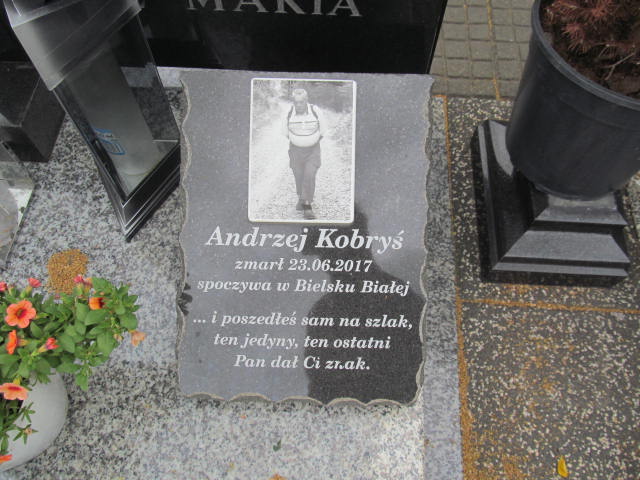 MARIA
Andrzej Kobryś
zmarł 23.06.2017
spoczywa w Bielsku Białej
... i poszedłeś sam na szlak,
ten jedyny, ten ostatni
Pan dał Ci znak.